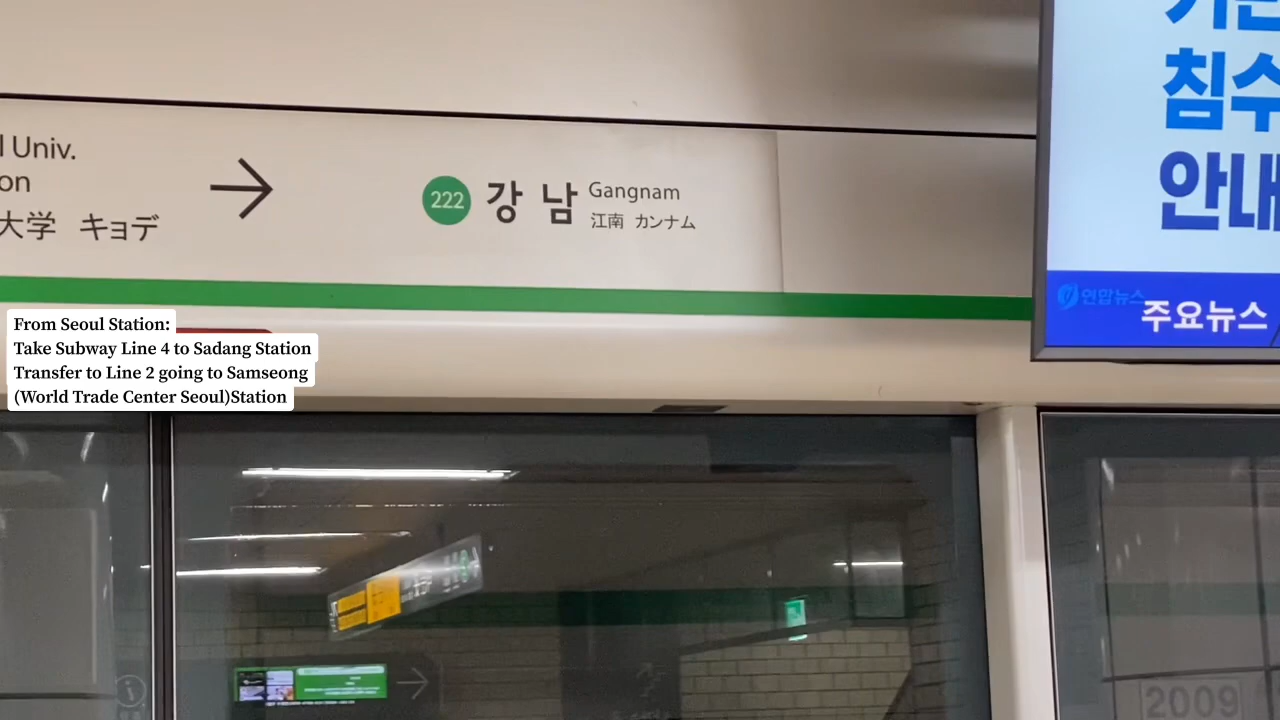 l Univ.
on
大学 キョデ
222 강남 Gangnam
江南 カンナム
침수
안내
연합뉴스
주요뉴스
From Seoul Station:
Take Subway Line 4 to Sadang Station
Transfer to Line 2 going to Samseong
(World Trade Center Seoul)Station
2009